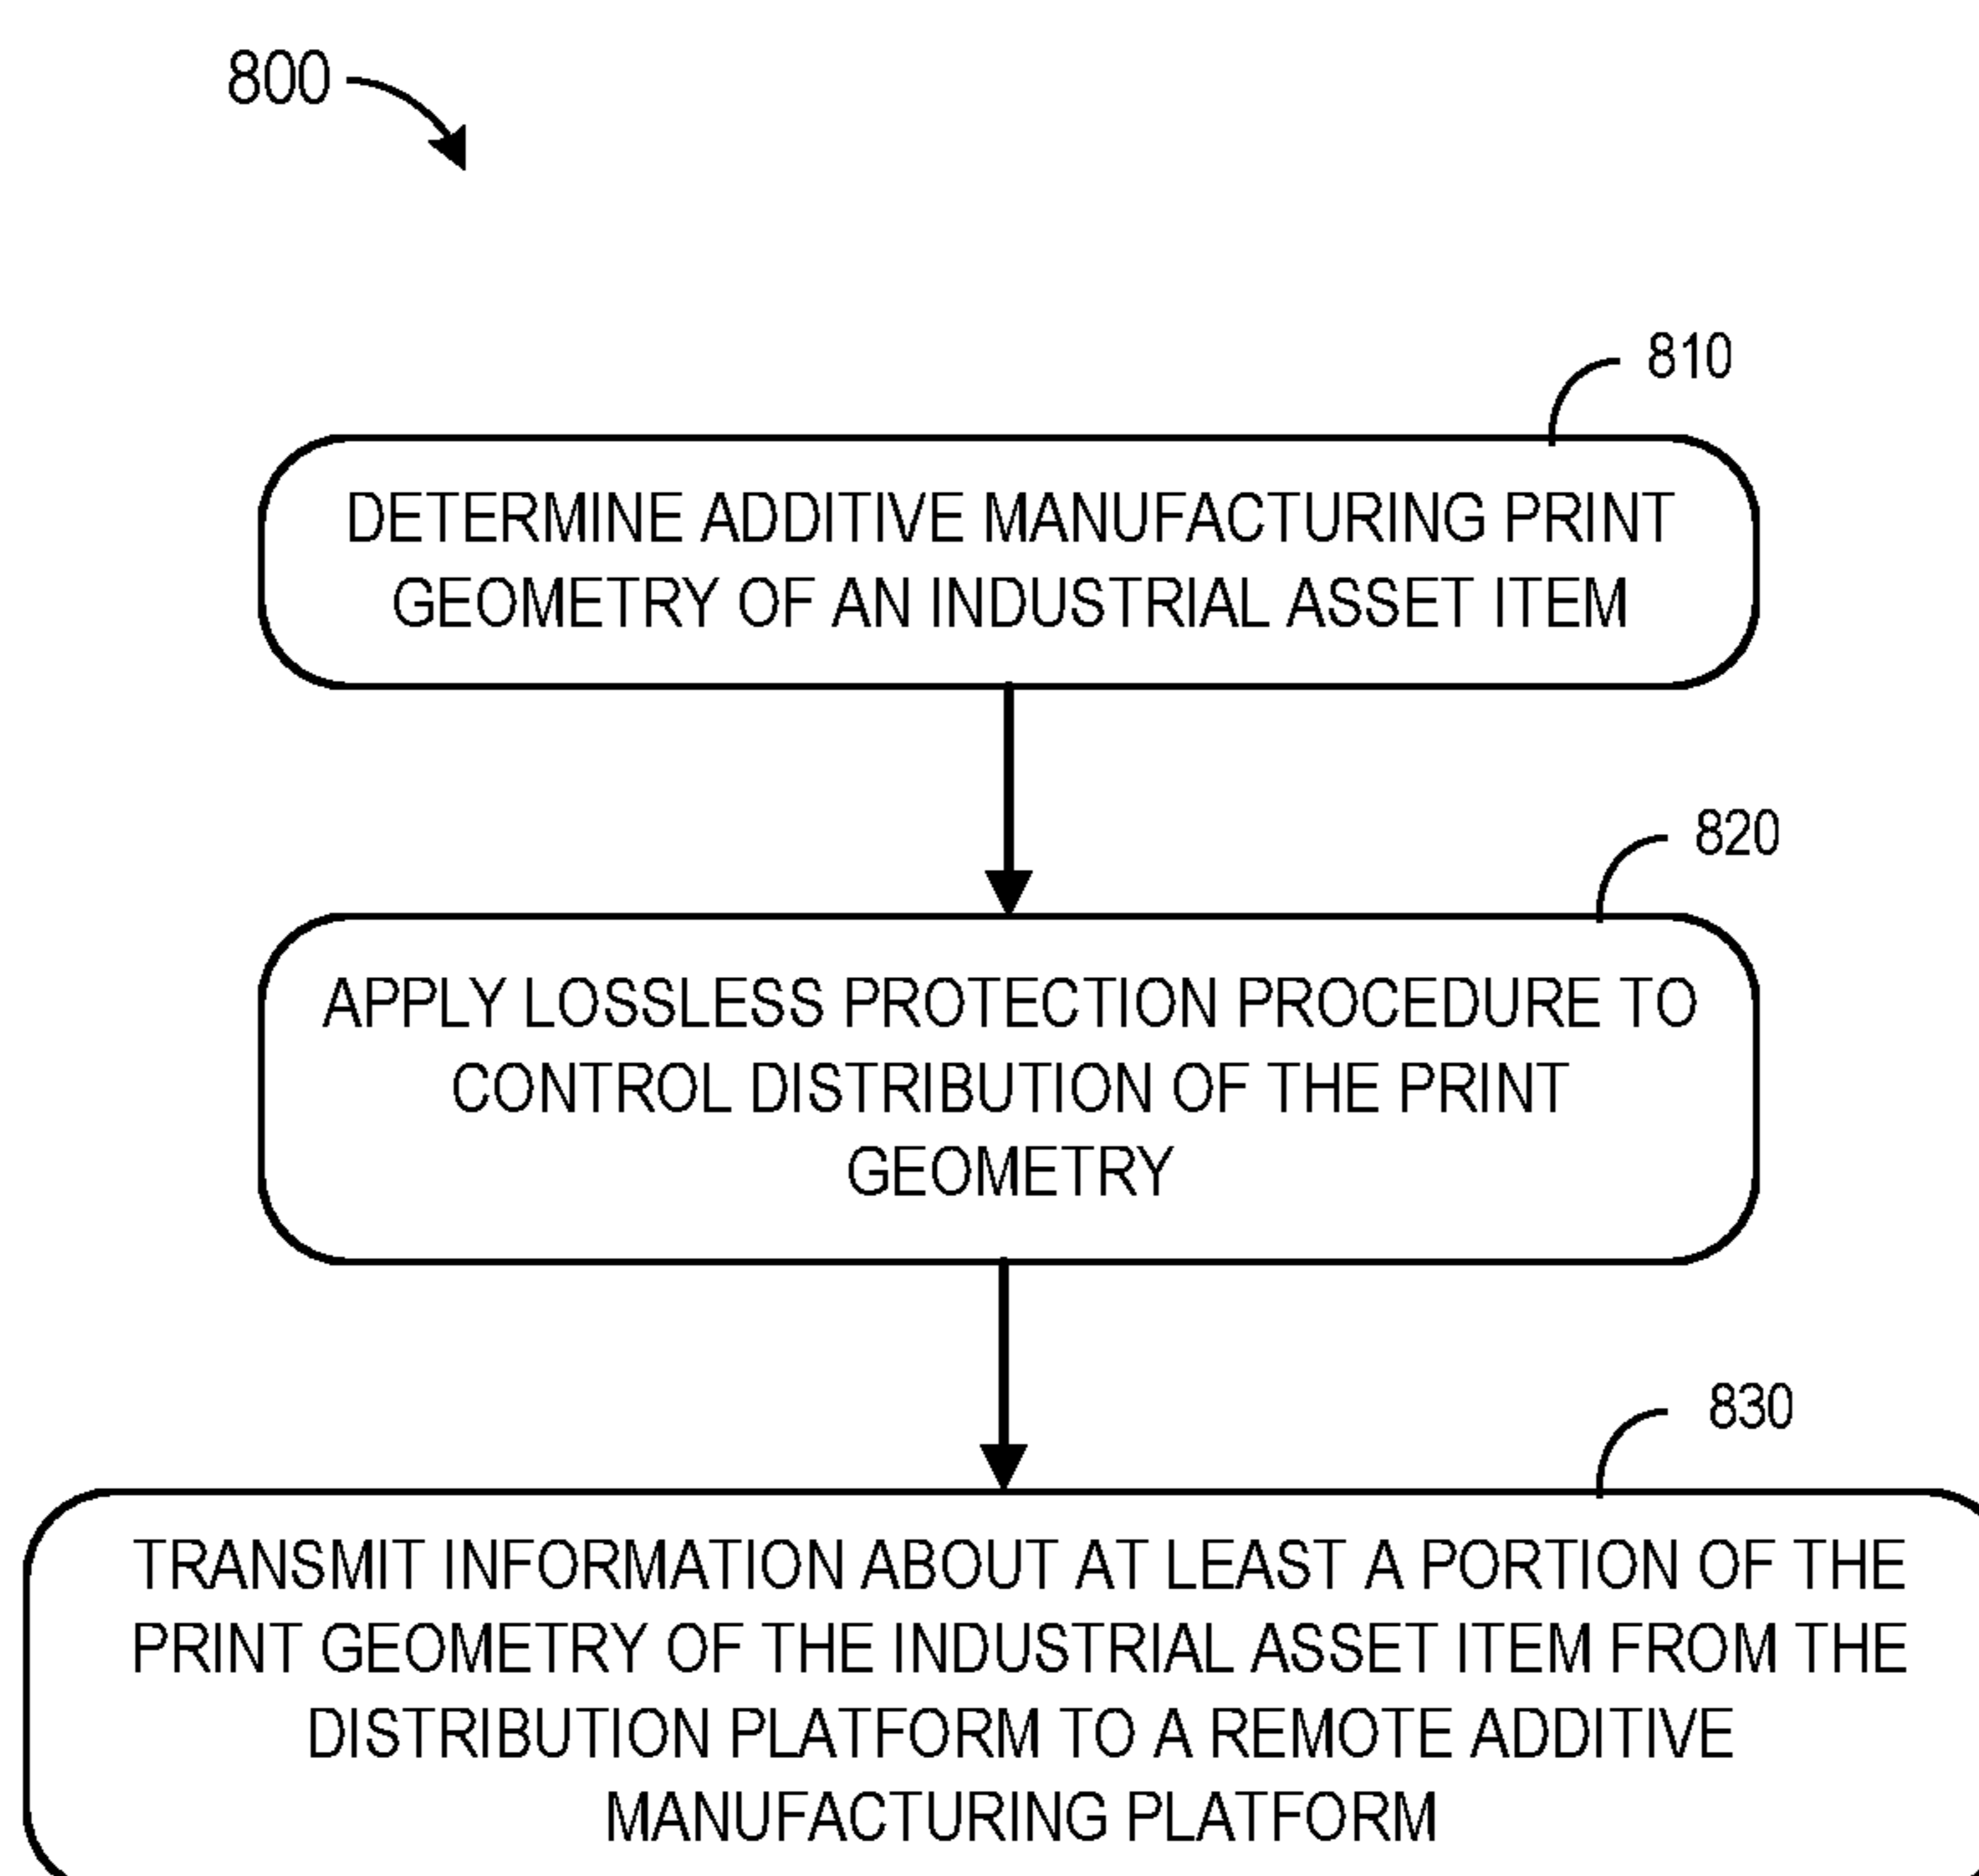 800
810
DETERMINE ADDITIVE MANUFACTURING PRINT
GEOMETRY OF AN INDUSTRIAL ASSET ITEM
820
APPLY LOSSLESS PROTECTION PROCEDURE TO
CONTROL DISTRIBUTION OF THE PRINT
GEOMETRY
830
TRANSMIT INFORMATION ABOUT AT LEAST A PORTION OF THE
PRINT GEOMETRY OF THE INDUSTRIAL ASSET ITEM FROM THE
DISTRIBUTION PLATFORM TO A REMOTE ADDITIVE
MANUFACTURING PLATFORM